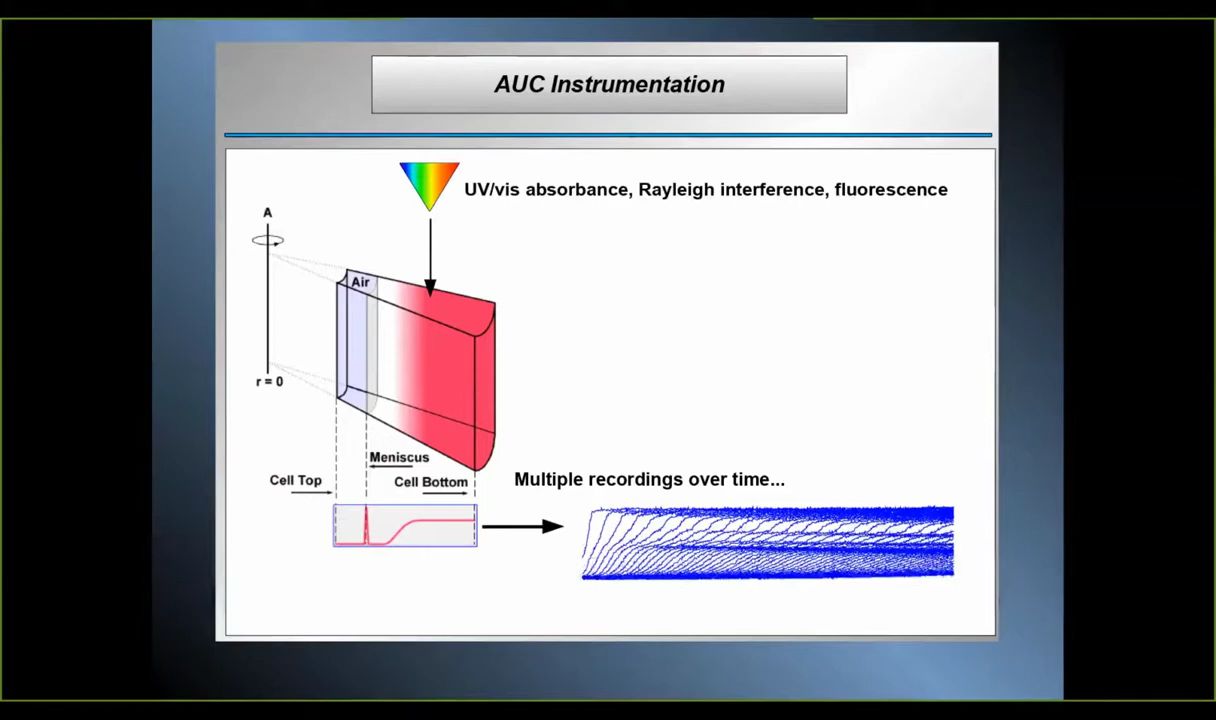 AUC Instrumentation
UV/vis absorbance, Rayleigh interference, fluorescence
A
Air
r = 0
Meniscus
Cell Top
Cell Bottom
Multiple recordings over time...